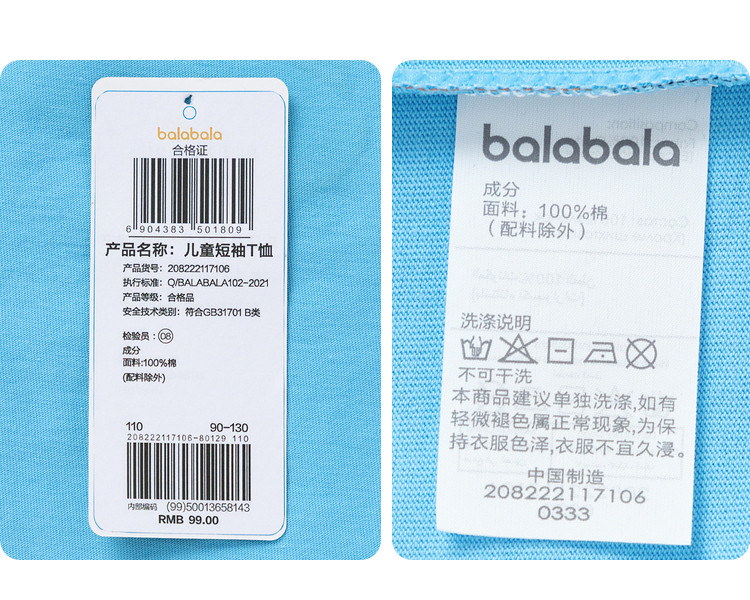 balabala
合格证
6 904383 501809
产品名称：儿童短袖T恤
产品货号：208222117106
执行标准：Q/BALABALA102-2021
产品等级：合格品
安全技术类别：符合GB31701 B类
检验员：08
成分
面料:100%棉
(配料除外)
110 90-130
208222117106-80129 110
内部编码 (99)50013658143
RMB 99.00
balabala
成分
面料：100%棉
（配料除外）
洗涤说明
不可干洗
本商品建议单独洗涤,如有
轻微褪色属正常现象,为保
持衣服色泽,衣服不宜久浸。
中国制造
208222117106
0333